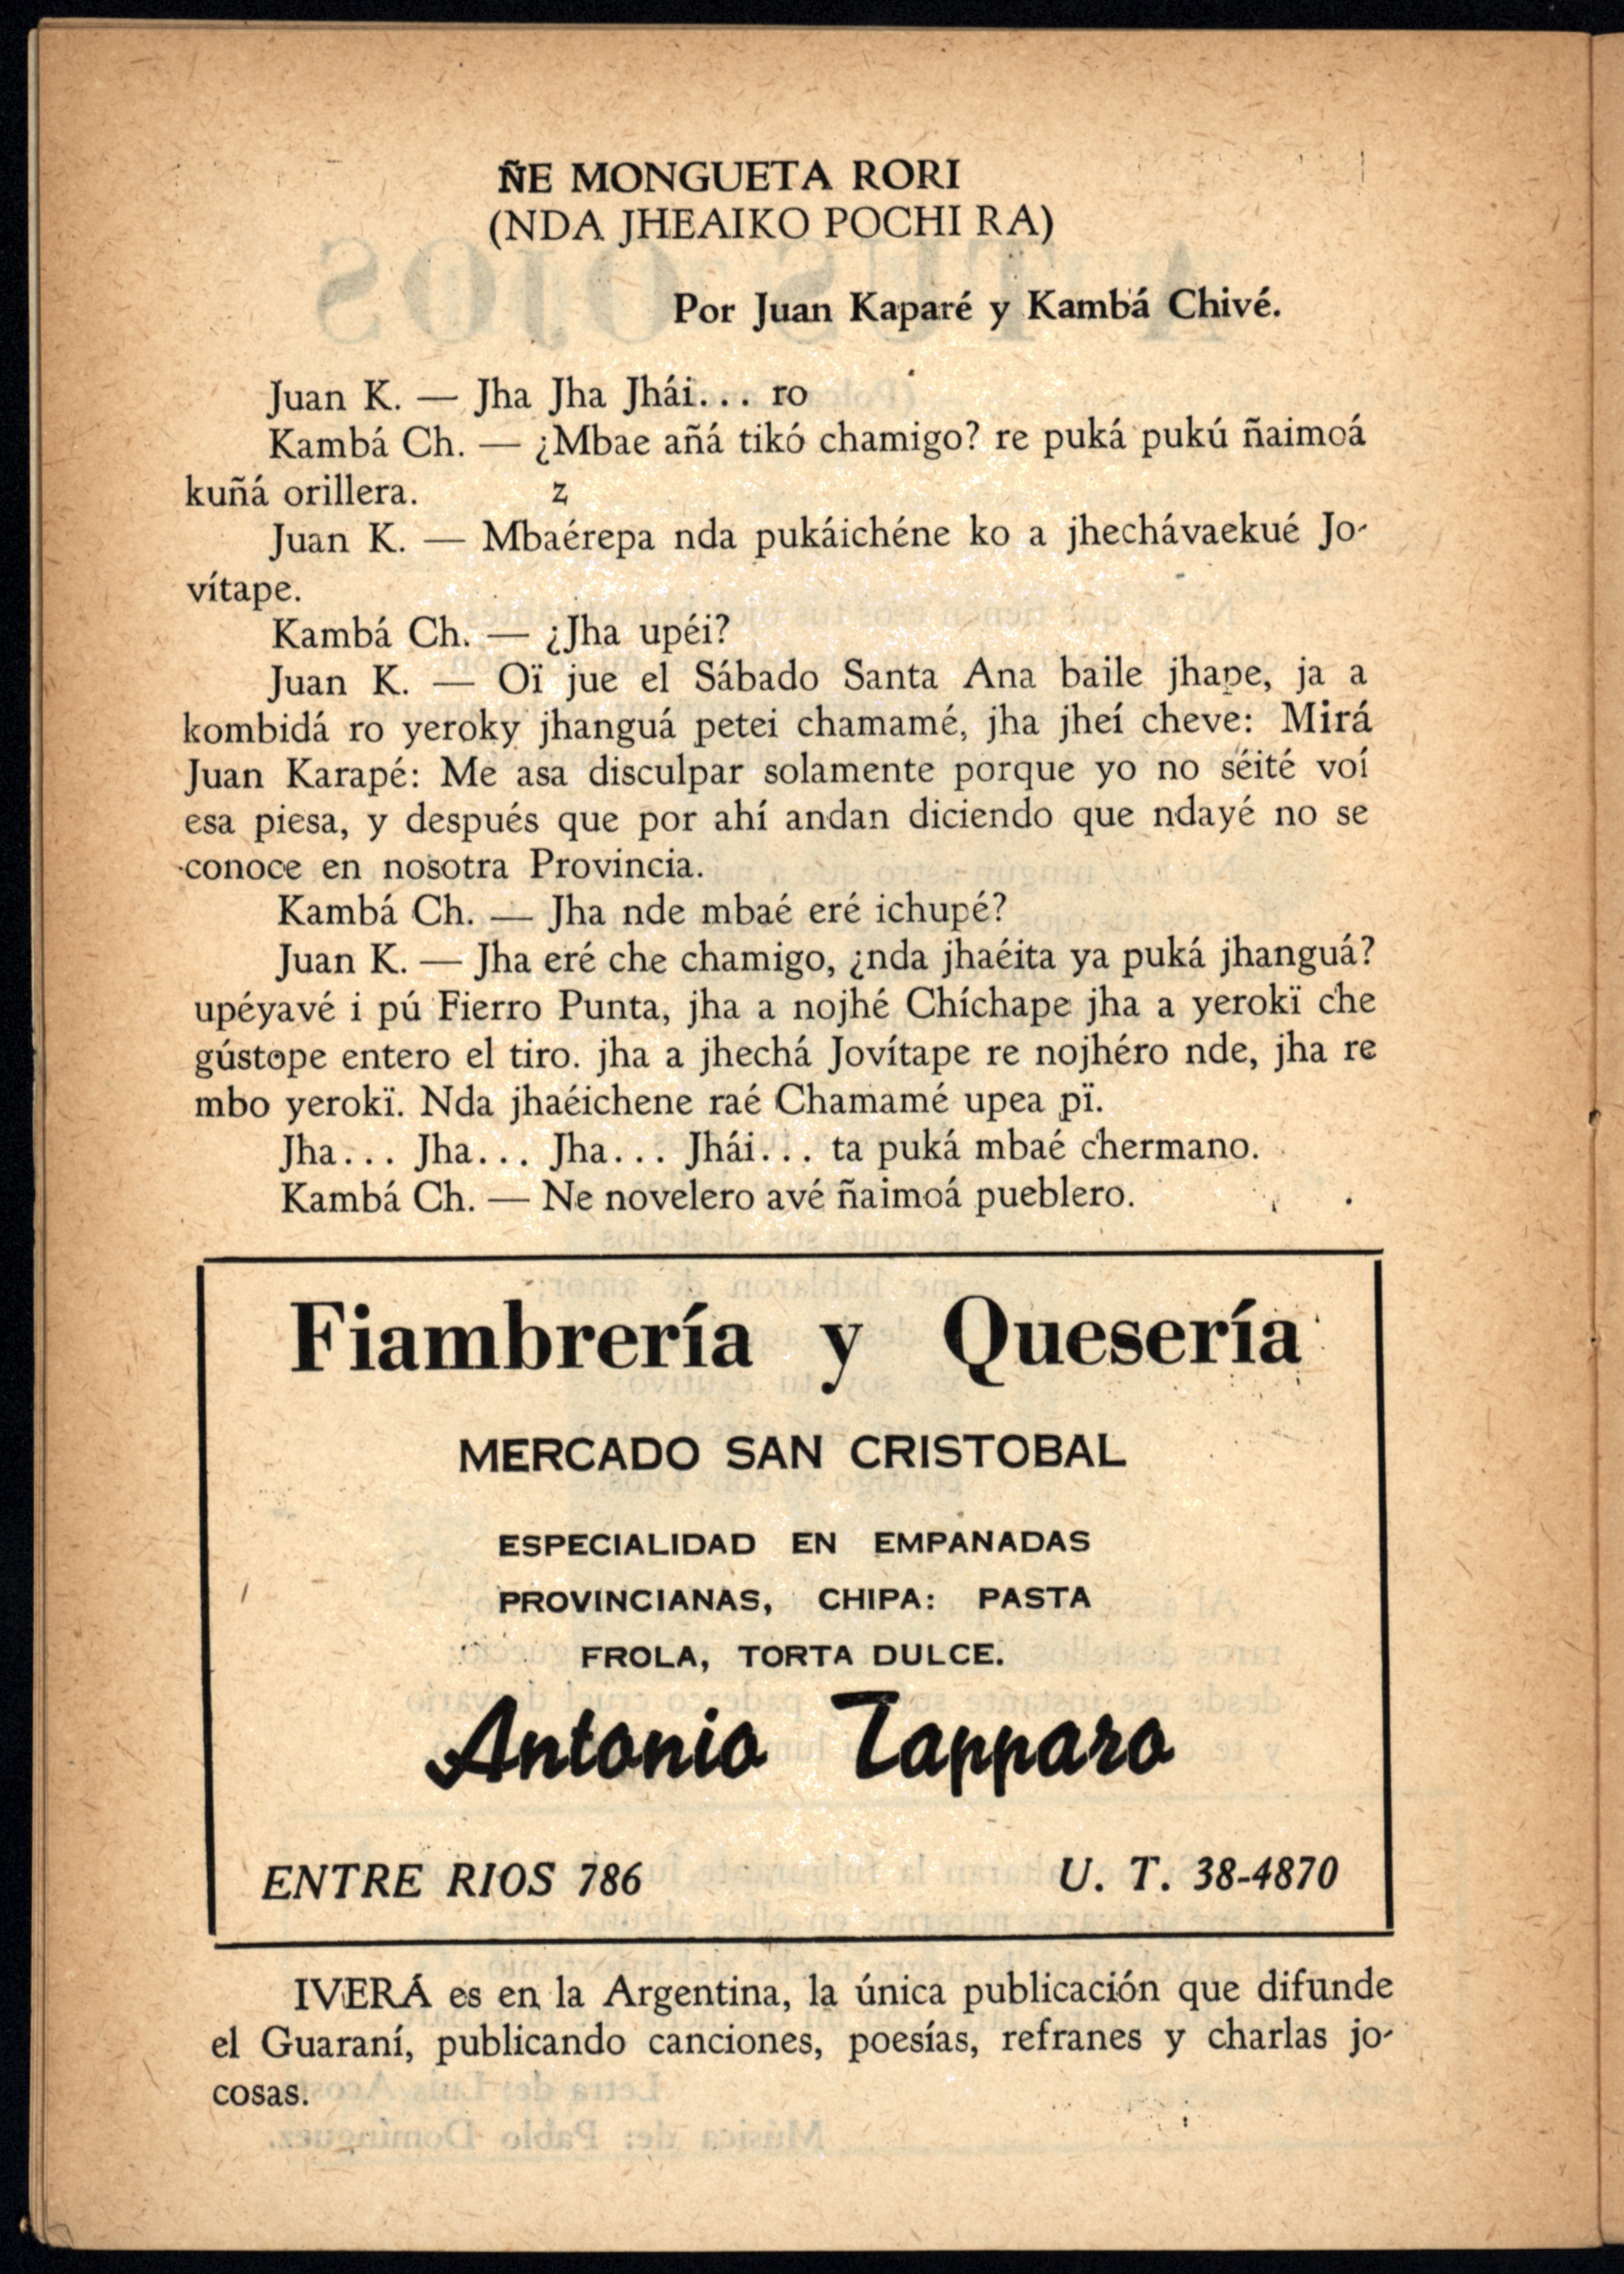 ÑE MONGUETA RORI
(NDA JHEAIKO POCHI RA)
Por Juan Kaparé y Kambá Chivé.
Juan K. — Jha Jha Jhái... ro
Kambá Ch. — ¿Mbae añá tikó chamigo? re puká pukú ñaimoá
kuñá orillera. z
Juan K. — Mbaérepa nda pukáichéne ko a jhechávaekué Jo-
vítape.
Kambá Ch. — ¿Jha upéi?
Juan K. — Oï jue el Sábado Santa Ana baile jhape, ja a
kombidá ro yeroky jhanguá petei chamamé, jha jheí cheve: Mirá
Juan Karapé: Me asa disculpar solamente porque yo no séité voí
esa piesa, y después que por ahí andan diciendo que ndayé no se
conoce en nosotra Provincia.
Kambá Ch. — Jha nde mbaé eré ichupé?
Juan K. — Jha eré che chamigo, ¿nda jhaéita ya puká jhanguá?
upéyavé i pú Fierro Punta, jha a nojhé Chíchape jha a yerokï che
gústope entero el tiro. jha a jhechá Jovítape re nojhéro nde, jha re
mbo yerokï. Nda jhaéichene raé Chamamé upea pï.
Jha... Jha... Jha... Jhái... ta puká mbaé chermano.
Kambá Ch. — Ne novelero avé ñaimoá pueblero.
Fiambrería y Quesería
MERCADO SAN CRISTOBAL
ESPECIALIDAD EN EMPANADAS
PROVINCIANAS, CHIPA: PASTA
FROLA, TORTA DULCE.
Antonio Tapparo
ENTRE RIOS 786 U. T. 38-4870
IVERÁ es en la Argentina, la única publicación que difunde
el Guaraní, publicando canciones, poesías, refranes y charlas jo-
cosas.